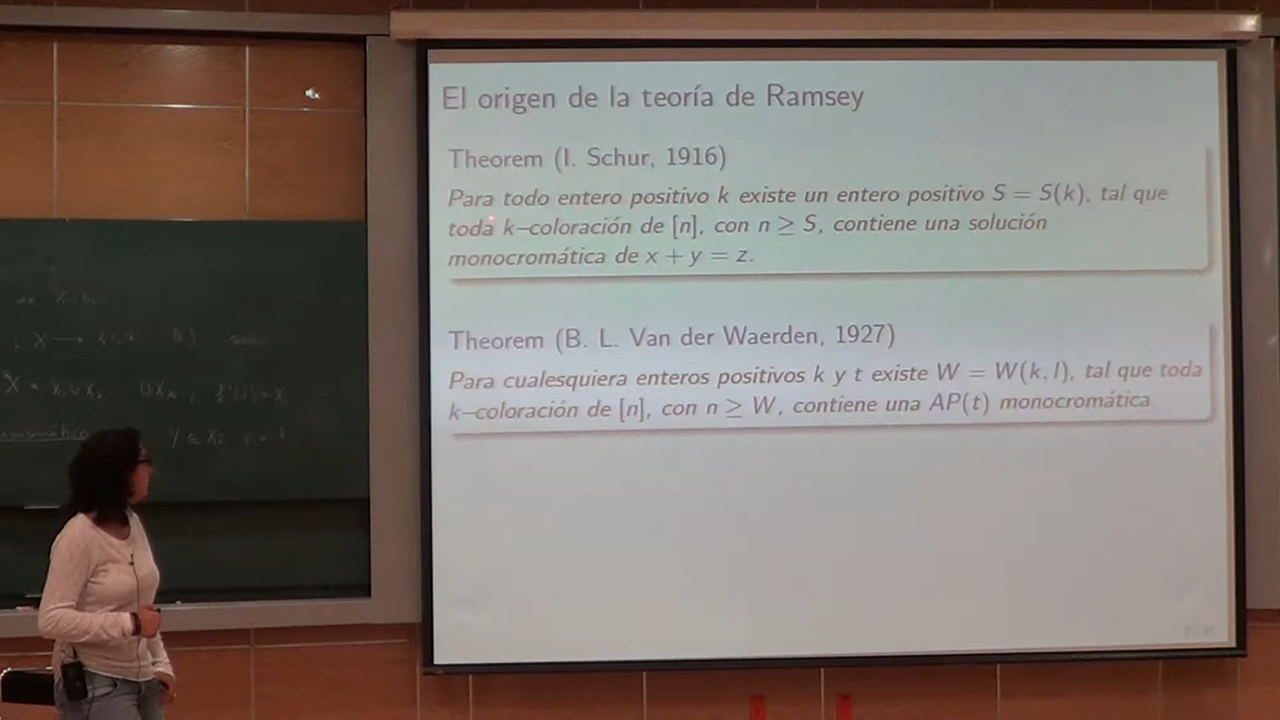 El origen de la teoría de Ramsey
Theorem (I. Schur, 1916)
Para todo entero positivo k existe un entero positivo S = S(k), tal que
toda k–coloración de [n], con n ≥ S, contiene una solución
monocromática de x + y = z.
Theorem (B. L. Van der Waerden, 1927)
Para cualesquiera enteros positivos k y t existe W = W(k, l), tal que toda
k–coloración de [n], con n ≥ W, contiene una AP(t) monocromática.